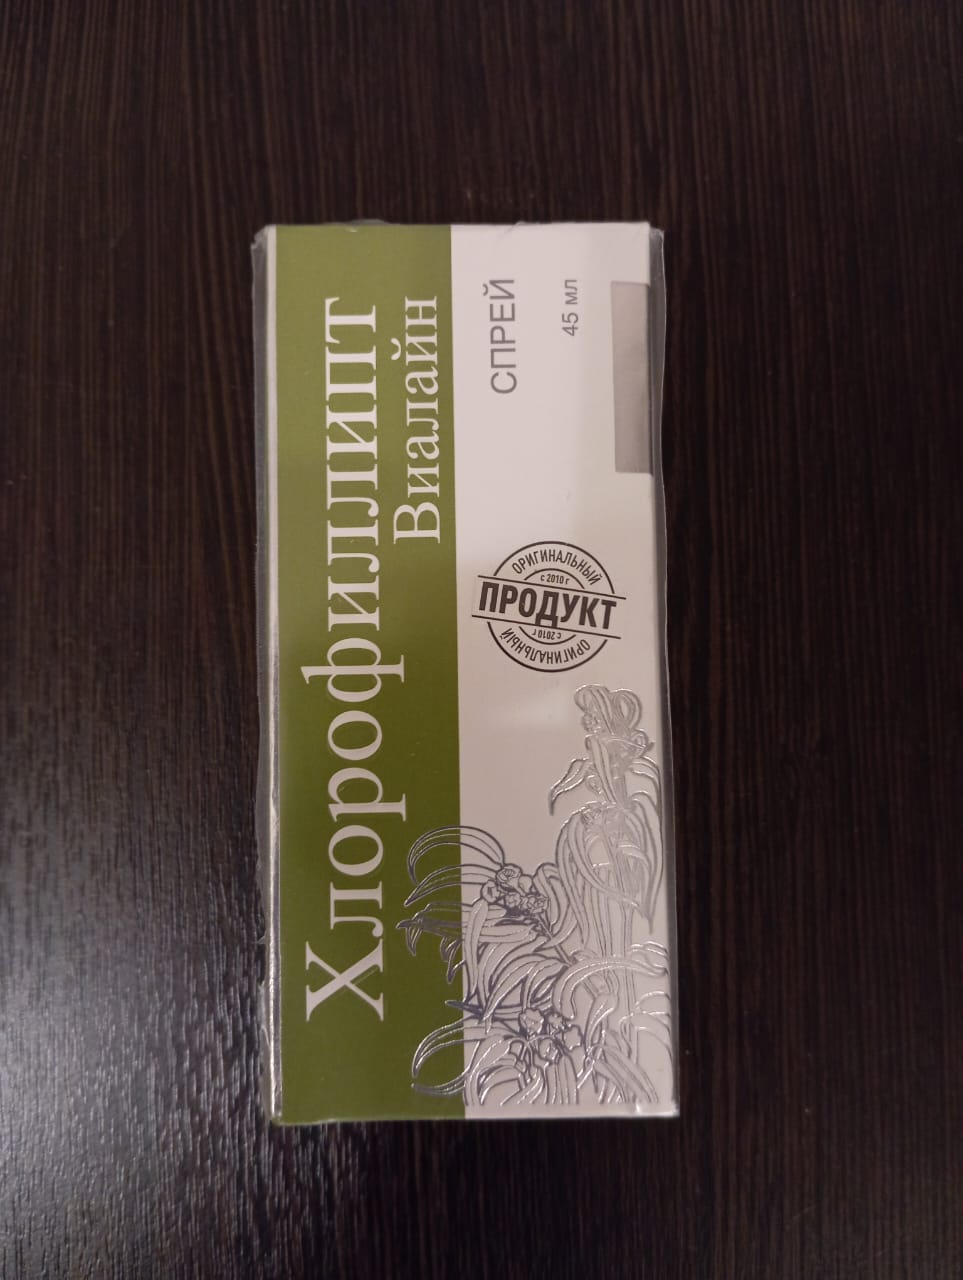 Хлорофиллипт
Виалайн
СПРЕЙ
45 мл
ОРИГИНАЛЬНЫЙ
с 2010 г
ПРОДУКТ
с 2010 г
ОРИГИНАЛЬНЫЙ